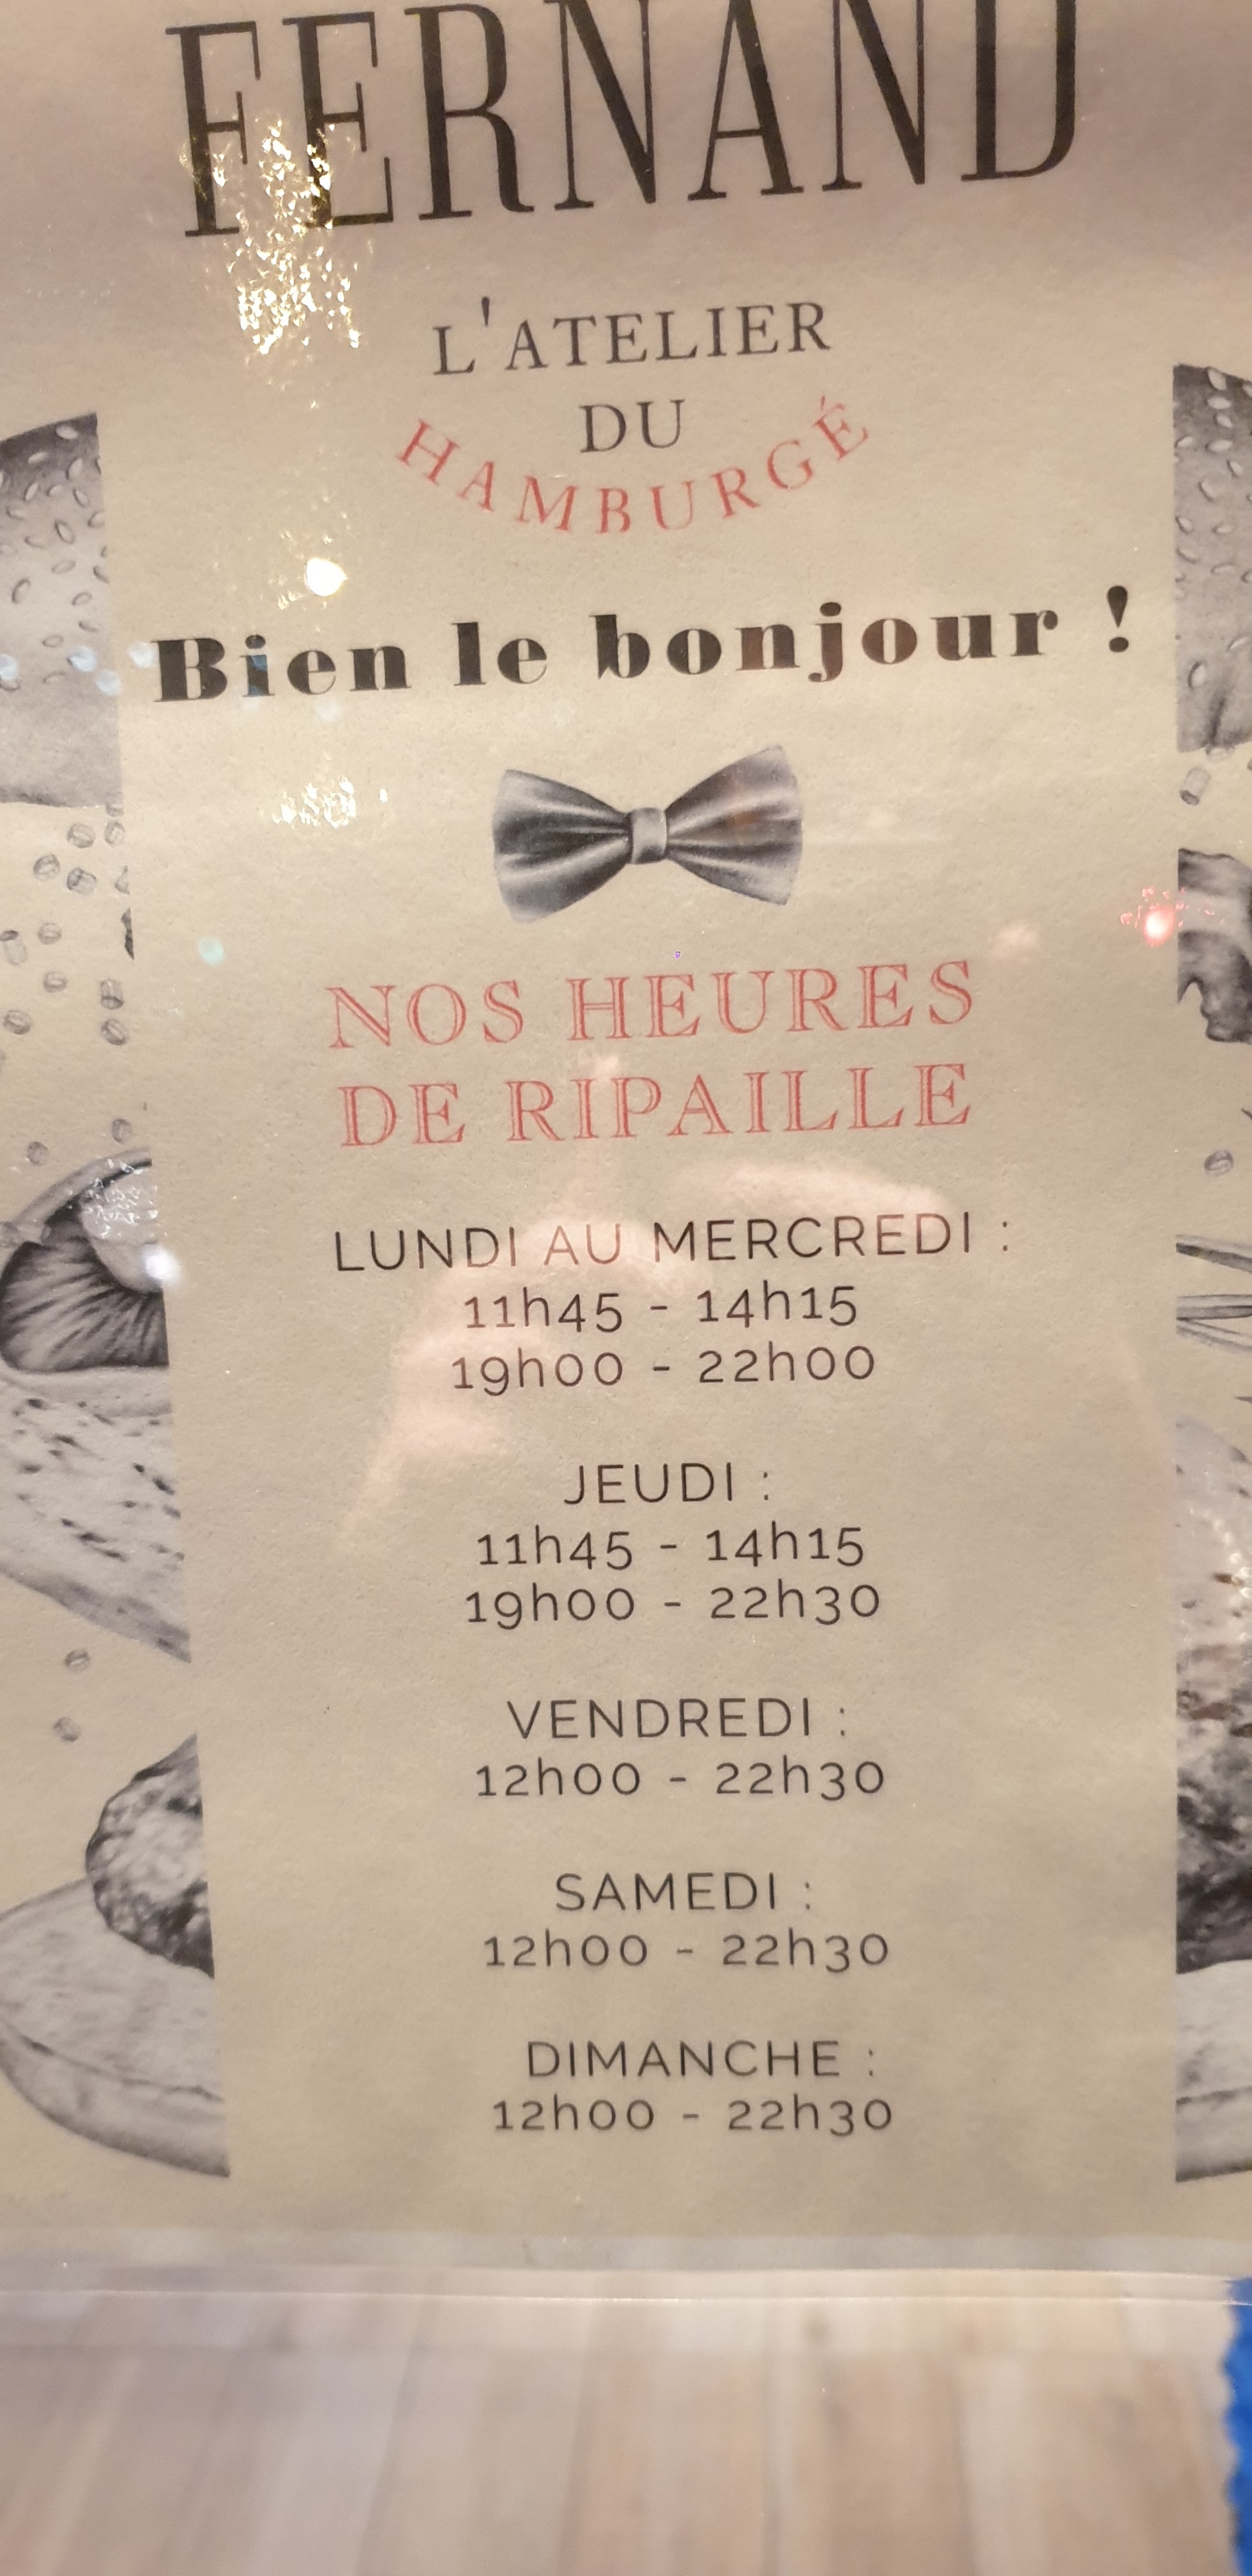 FERNAND
L'ATELIER
DU
HAMBURGÉ
Bien le bonjour !
NOS HEURES
DE RIPAILLE
LUNDI AU MERCREDI :
11h45 - 14h15
19h00 - 22h00
JEUDI :
11h45 - 14h15
19h00 - 22h30
VENDREDI :
12h00 - 22h30
SAMEDI :
12h00 - 22h30
DIMANCHE :
12h00 - 22h30